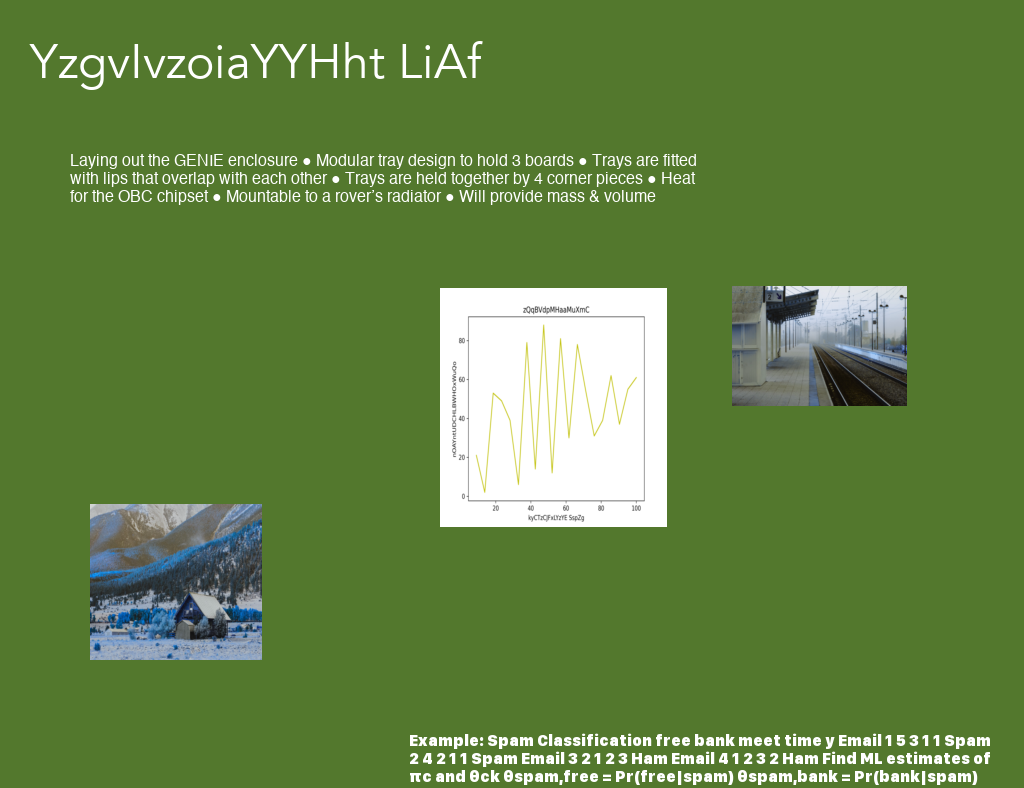 YzgvIvzoiaYYHht LiAf
Laying out the GENIE enclosure ● Modular tray design to hold 3 boards ● Trays are fitted
with lips that overlap with each other ● Trays are held together by 4 corner pieces ● Heat
for the OBC chipset ● Mountable to a rover's radiator ● Will provide mass & volume
zQqBVdpMHaaMuXmC
80
60
40
20
0
20 40 60 80 100
kyCTzCJFxLYzYE SspZg
Example: Spam Classification free bank meet time y Email 1 5 3 1 1 Spam
2 4 2 1 1 Spam Email 3 2 1 2 3 Ham Email 4 1 2 3 2 Ham Find ML estimates of
πc and θck θspam,free = Pr(free|spam) θspam,bank = Pr(bank|spam)